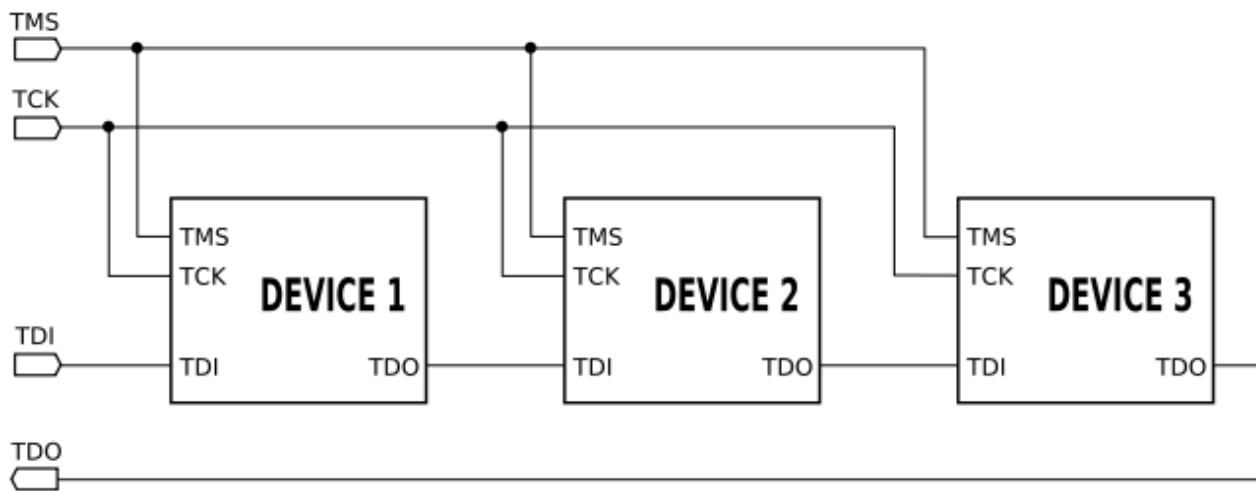 TMS
TCK
TMS
TCK
DEVICE 1
TDI
TDO
TMS
TCK
DEVICE 2
TDI
TDO
TMS
TCK
DEVICE 3
TDI
TDO
TDI
TDO